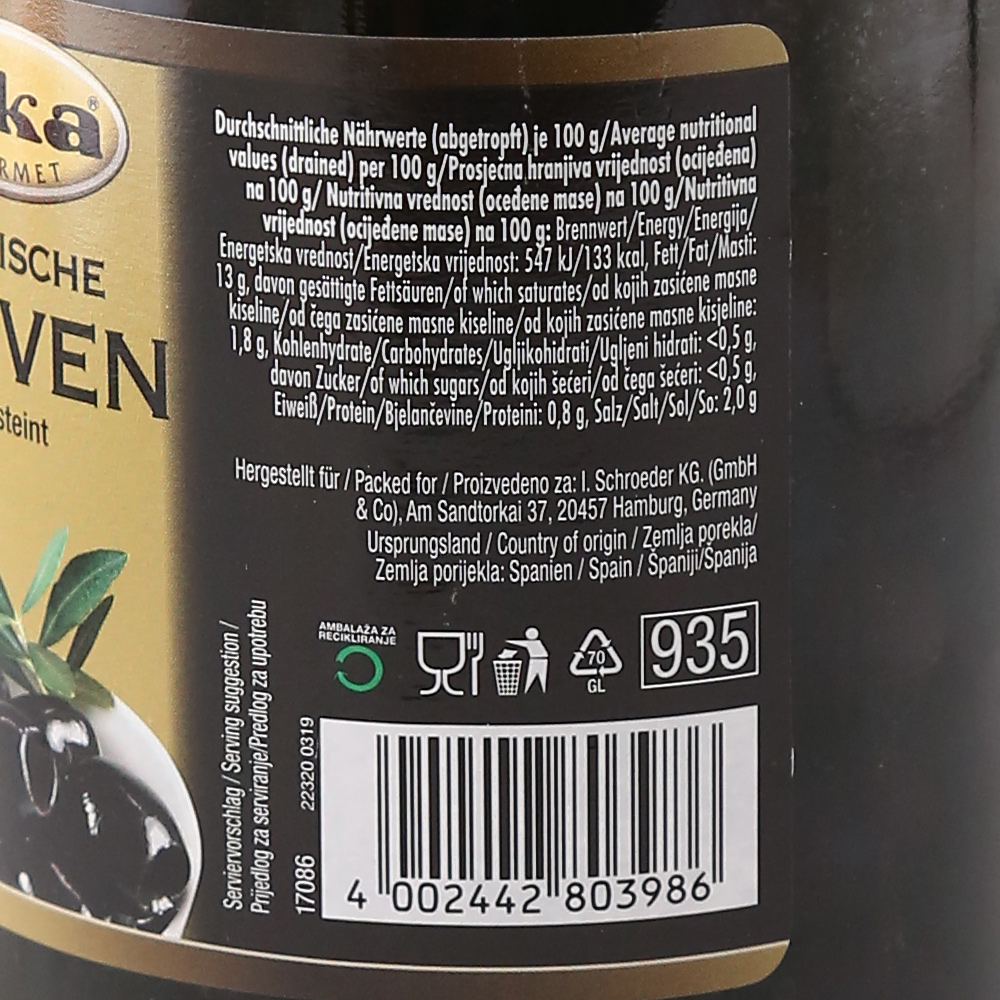 ka®
RMET
ISCHE
VEN
steint
Durchschnittliche Nährwerte (abgetropft) je 100 g/Average nutritional
values (drained) per 100 g/Prosječna hranjiva vrijednost (ocijeđena)
na 100 g/ Nutritivna vrednost (oceđene mase) na 100 g/Nutritivna
vrijednost (ocijeđene mase) na 100 g: Brennwert/Energy/Energija/
Energetska vrednost/Energetska vrijednost: 547 kJ/133 kcal, Fett/Fat/Masti:
13 g, davon gesättigte Fettsäuren/of which saturates/od kojih zasićene masne
kiseline/od čega zasićene masne kiseline/od kojih zasićene masne kisjeline:
1,8 g, Kohlenhydrate/Carbohydrates/Ugljikohidrati/Ugljeni hidrati: <0,5 g,
davon Zucker/of which sugars/od kojih šećeri/od čega šećeri: <0,5 g,
Eiweiß/Protein/Bjelančevine/Proteini: 0,8 g, Salz/Salt/Sol/So: 2,0 g
Hergestellt für / Packed for / Proizvedeno za: I. Schroeder KG. (GmbH
& Co), Am Sandtorkai 37, 20457 Hamburg, Germany
Ursprungsland / Country of origin / Zemlja porekla/
Zemlja porijekla: Spanien / Spain / Španiji/Španija
AMBALAŽA ZA
RECIKLIRANJE
70
GL
935
Serviervorschlag / Serving suggestion /
Prijedlog za serviranje/Predlog za upotrebu
17086
22320 0319
4 002442 803986